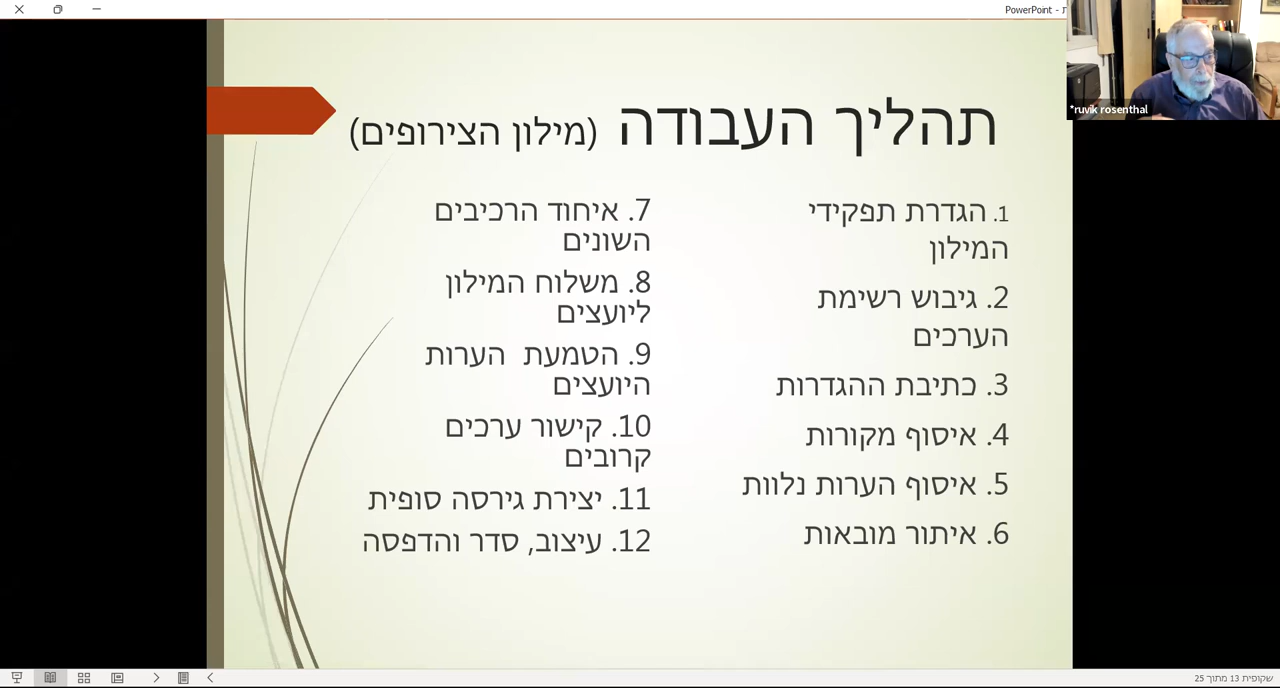 PowerPoint - ת
*ruvik rosenthal
תהליך העבודה (מילון הצירופים)
1. הגדרת תפקידי
המילון
2. גיבוש רשימת
הערכים
3. כתיבת ההגדרות
4. איסוף מקורות
5. איסוף הערות נלוות
6. איתור מובאות
7. איחוד הרכיבים
השונים
8. משלוח המילון
ליועצים
9. הטמעת הערות
היועצים
10. קישור ערכים
קרובים
11. יצירת גירסה סופית
12. עיצוב, סדר והדפסה
שקופית 13 מתוך 25